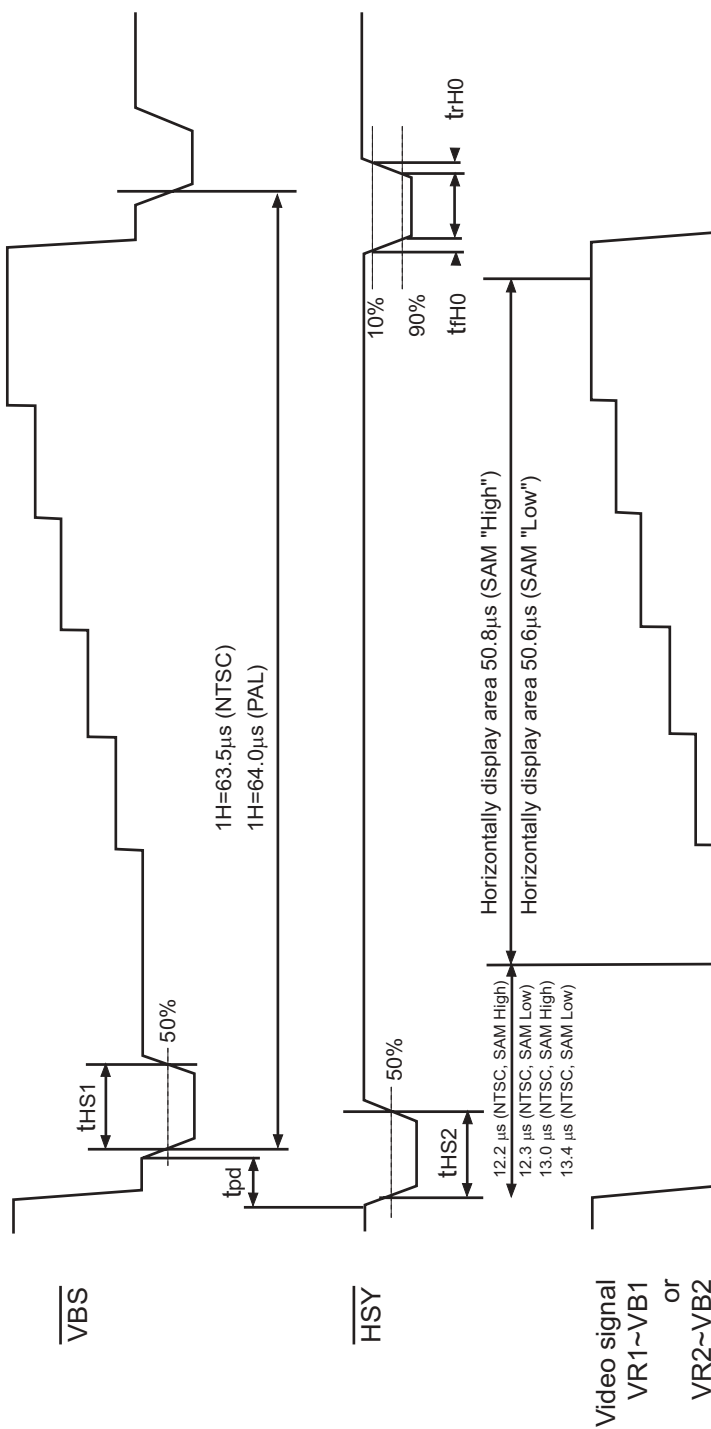 VBS
tpd
tHS1
50%
1H=63.5µs (NTSC)
1H=64.0µs (PAL)
HSY
tHS2
50%
10%
90%
tfH0
trH0
12.2 µs (NTSC, SAM High)
12.3 µs (NTSC, SAM Low)
13.0 µs (NTSC, SAM High)
13.4 µs (NTSC, SAM Low)
Horizontally display area 50.8µs (SAM "High")
Horizontally display area 50.6µs (SAM "Low")
Video signal
VR1~VB1
or
VR2~VB2